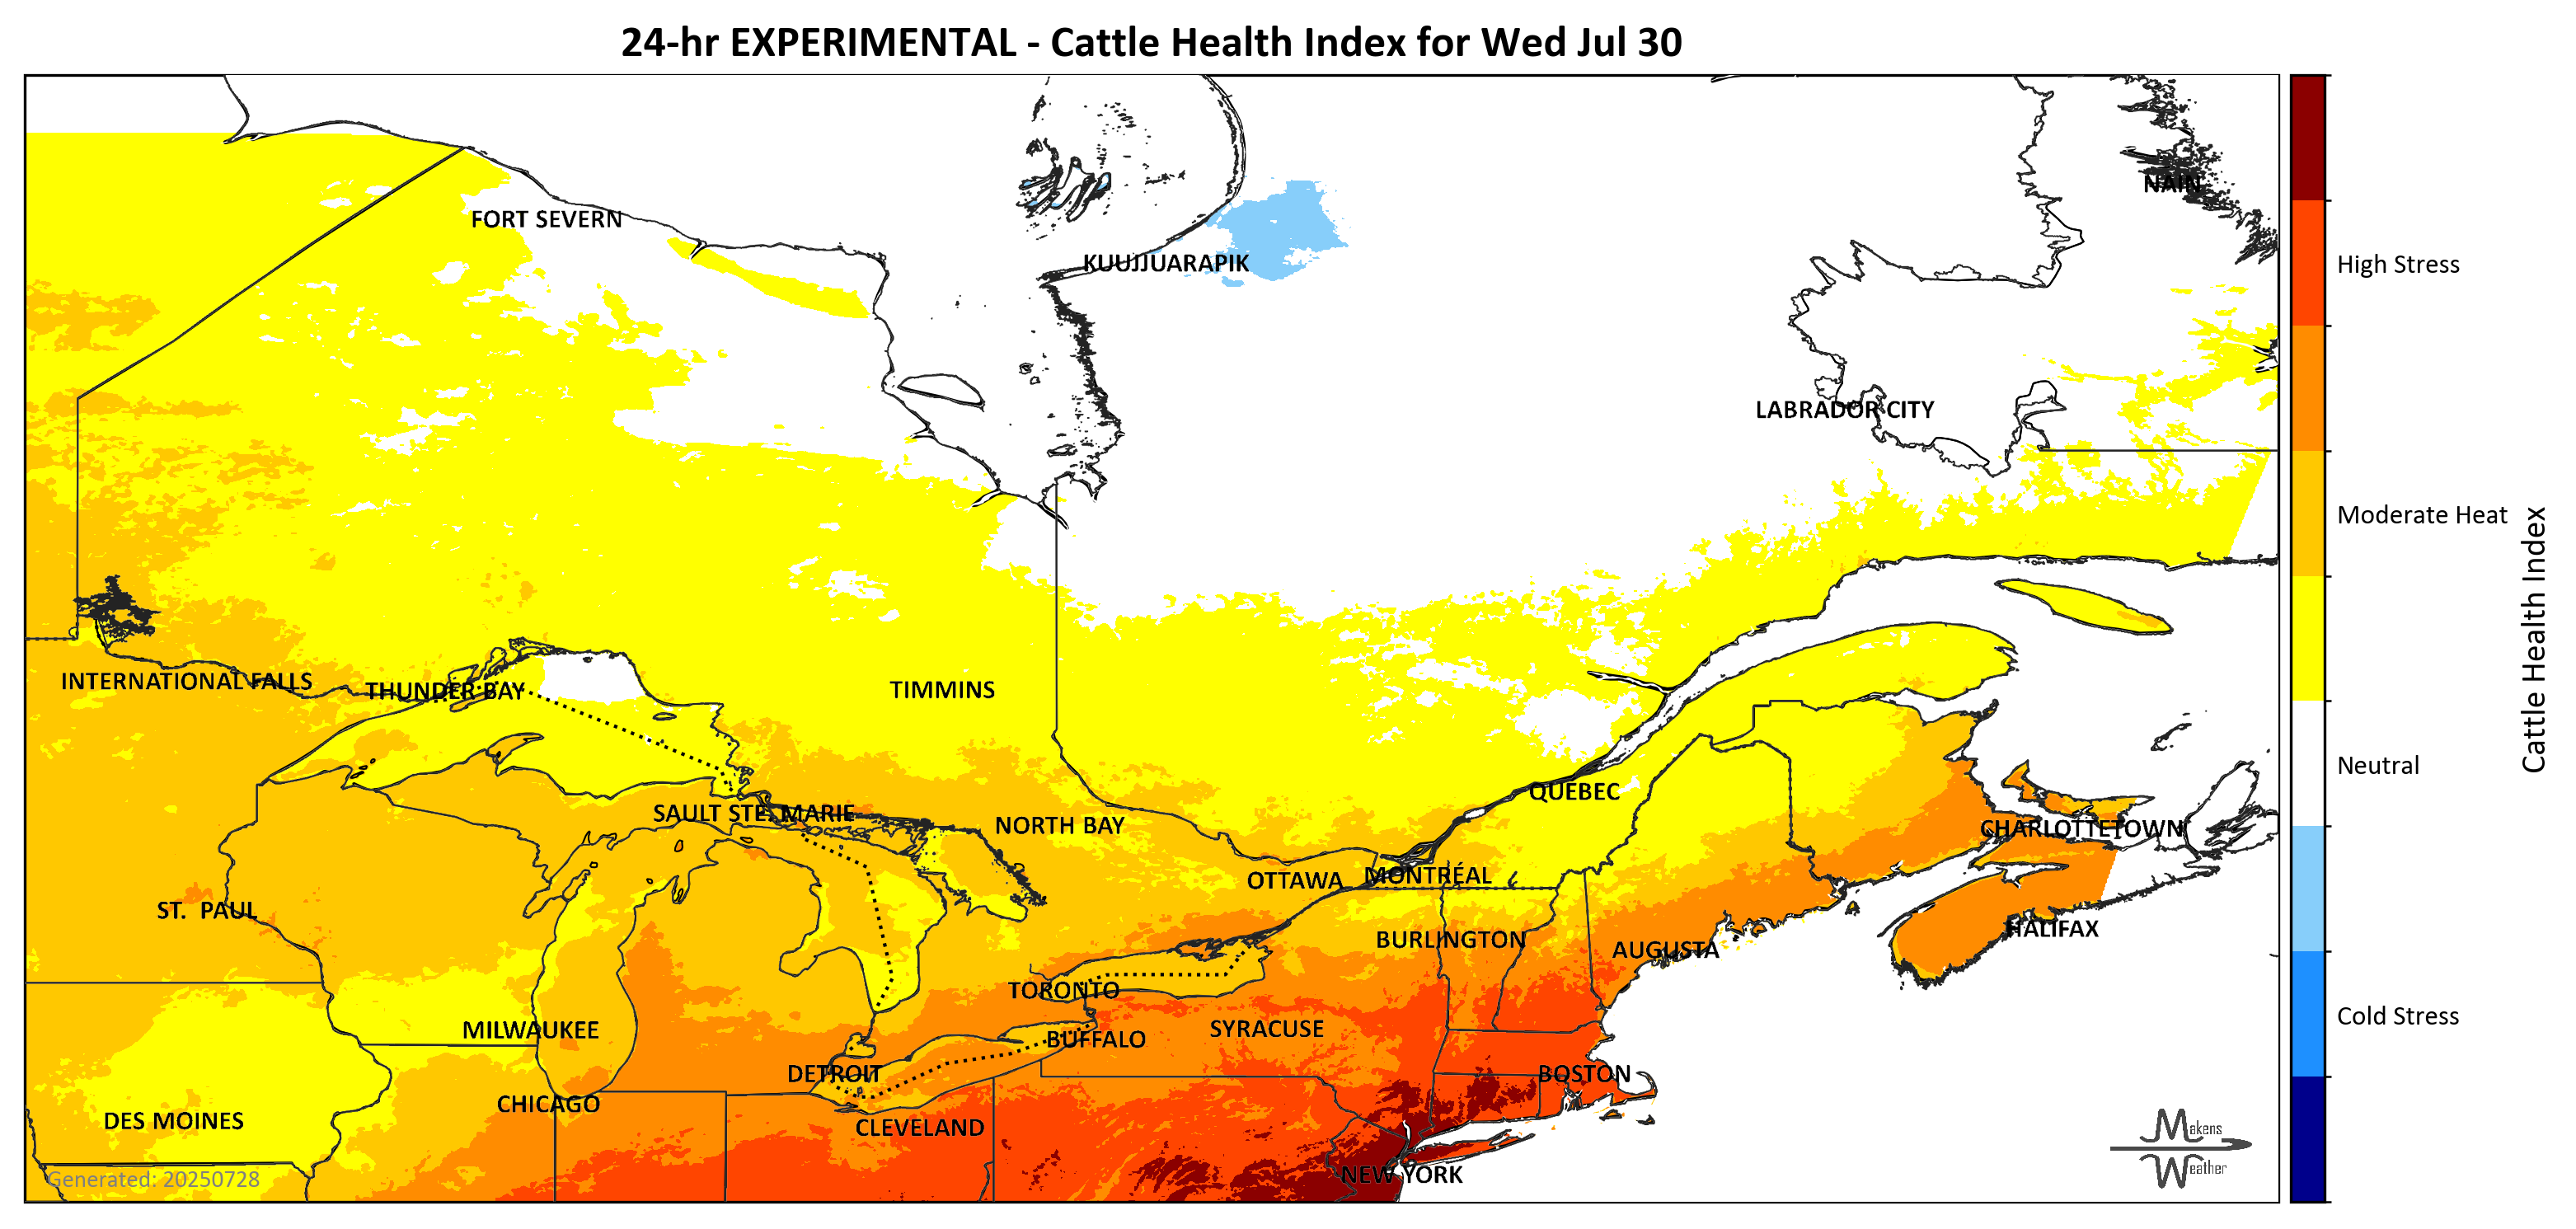 24-hr EXPERIMENTAL - Cattle Health Index for Wed Jul 30
NAIN
FORT SEVERN
High Stress
KUUJJUARAPIK
LABRADOR CITY
Moderate Heat
Cattle Health Index
INTERNATIONAL FALLS
THUNDER BAY
TIMMINS
Neutral
QUEBEC
SAULT STE. MARIE
NORTH BAY
CHARLOTTETOWN
OTTAWA
MONTRÉAL
ST. PAUL
HALIFAX
BURLINGTON
AUGUSTA
TORONTO
Cold Stress
MILWAUKEE
SYRACUSE
BUFFALO
DETROIT
BOSTON
CHICAGO
DES MOINES
CLEVELAND
Makens
Weather
NEW YORK
Generated: 20250728